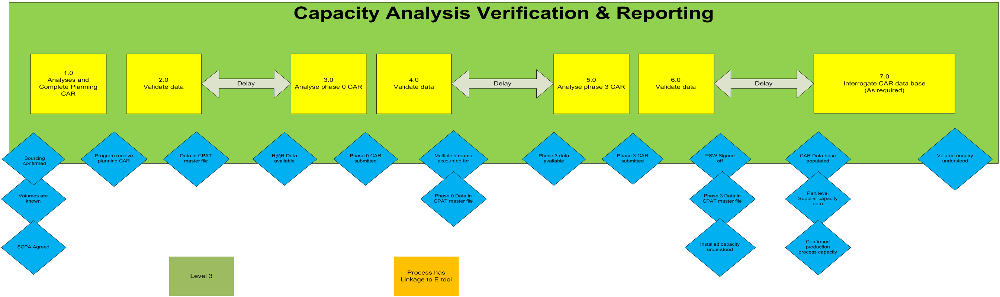 Capacity Analysis Verification & Reporting
1.0
Analyses and
Complete Planning
CAR
2.0
Validate data
Delay
3.0
Analyse phase 0 CAR
4.0
Validate data
Delay
5.0
Analyse phase 3 CAR
6.0
Validate data
Delay
7.0
Interrogate CAR data base
(As required)
Sourcing
confirmed
Program receive
planning CAR
Data in CPAT
master file
R@R Data
available
Phase 0 CAR
submitted
Multiple streams
accounted for
Phase 3 data
available
Phase 3 CAR
submitted
PSW Signed
off
CAR Data base
populated
Volume enquiry
understood
Volumes are
known
Phase 0 Data in
CPAT master file
Phase 3 Data in
CPAT master file
Part level
Supplier capacity
data
SCPA Agreed
Installed capacity
understood
Confirmed
production
process capacity
Level 3
Process has
Linkage to E tool